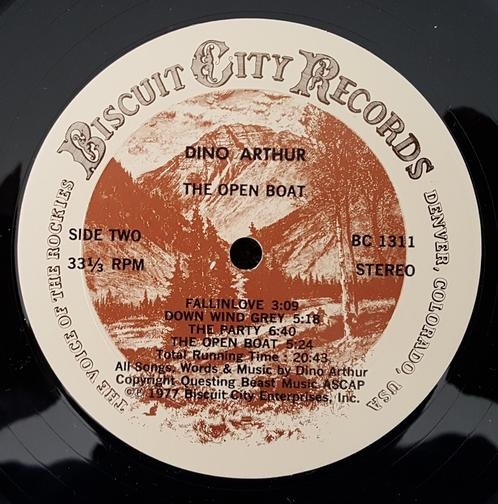 BISCUIT CITY RECORDS
DENVER, COLORADO, USA
THE VOICE OF THE ROCKIES
DINO ARTHUR
THE OPEN BOAT
SIDE TWO
33⅓ RPM
BC 1311
STEREO
FALLINLOVE 3:09
DOWN WIND GREY 5:18
THE PARTY 6:40
THE OPEN BOAT 5:24
Total Running Time : 20:43
All Songs, Words & Music by Dino Arthur
Copyright Questing Beast Music ASCAP
©℗ 1977 Biscuit City Enterprises, Inc.